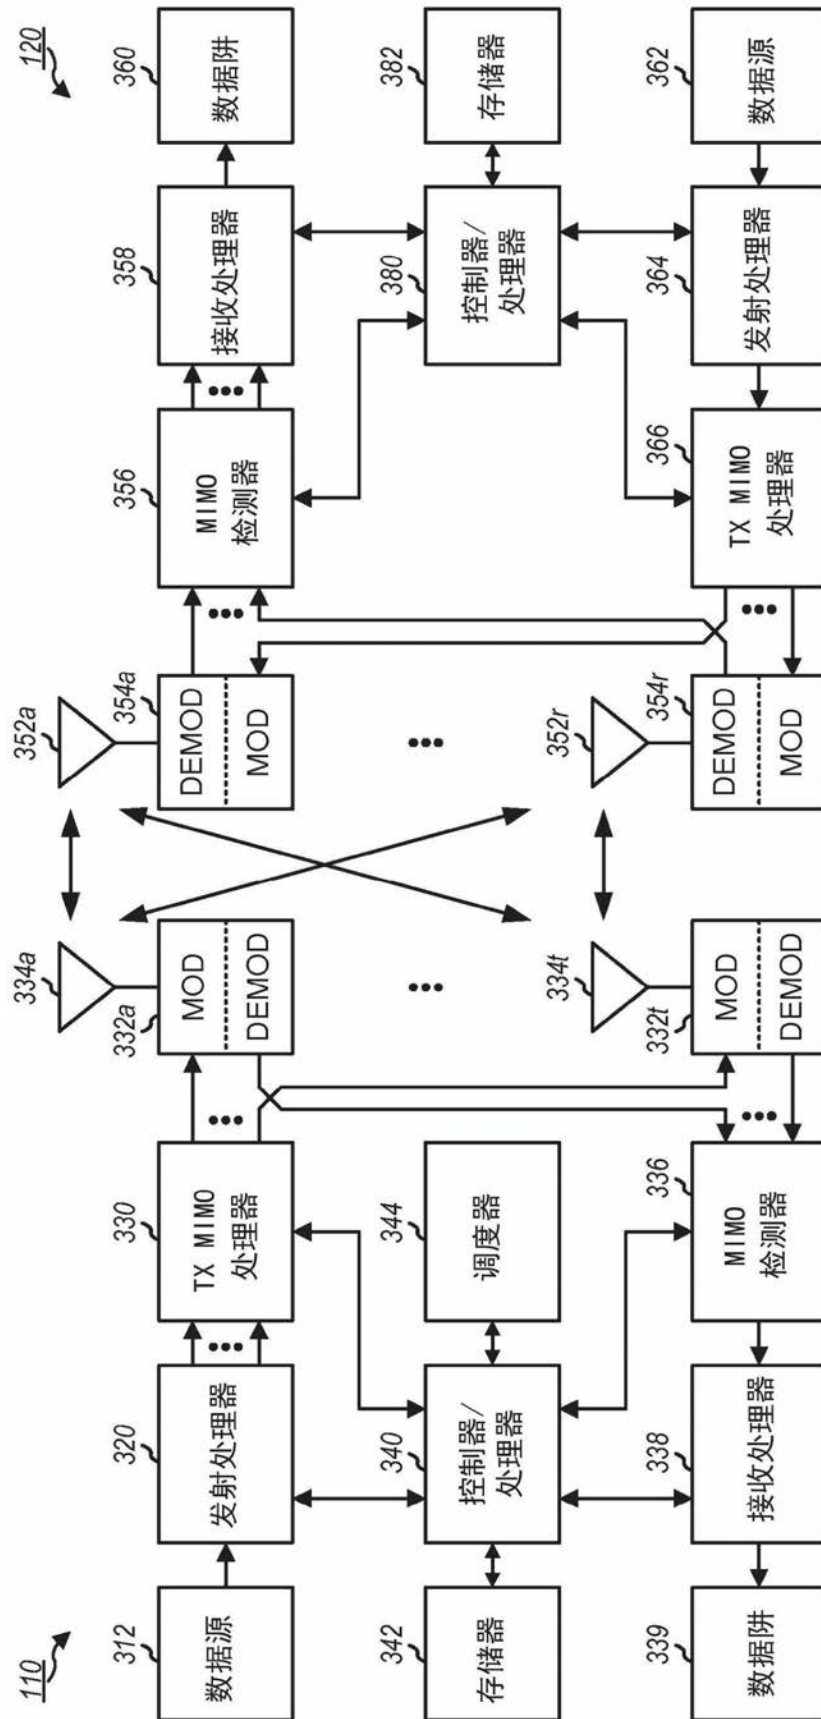 110
334a
352a
120
312
320
330
332a
354a
356
358
360
数据源
发射处理器
TX MIMO
处理器
MOD
DEMOD
DEMOD
MOD
MIMO
检测器
接收处理器
数据阱
342
340
344
380
382
存储器
控制器/
处理器
调度器
控制器/
处理器
存储器
334t
352r
339
338
336
332t
354r
366
364
362
数据阱
接收处理器
MIMO
检测器
MOD
DEMOD
DEMOD
MOD
TX MIMO
处理器
发射处理器
数据源